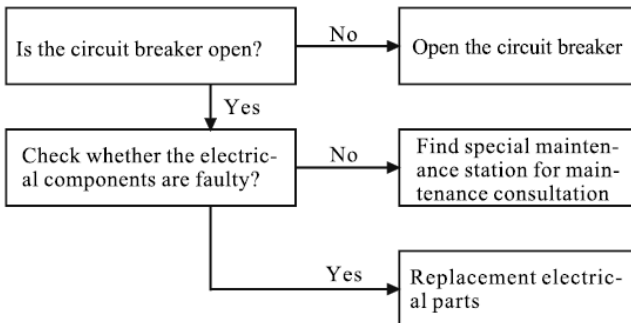 Is the circuit breaker open?
No
Open the circuit breaker
Yes
Check whether the electric-
al components are faulty?
No
Find special mainten-
ance station for main-
tenance consultation
Yes
Replacement electric-
al parts